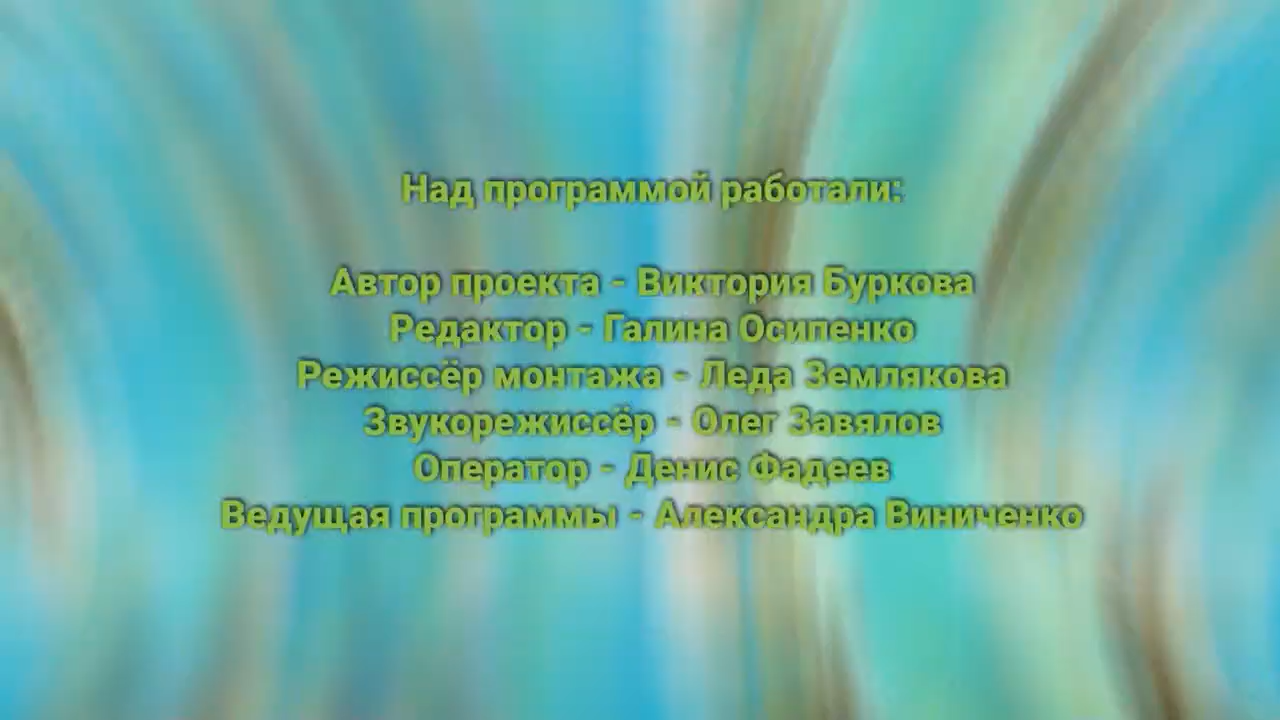 Над программой работали:
Автор проекта - Виктория Буркова
Редактор - Галина Осипенко
Режиссёр монтажа - Леда Землякова
Звукорежиссёр - Олег Завялов
Оператор - Денис Фадеев
Ведущая программы - Александра Виниченко